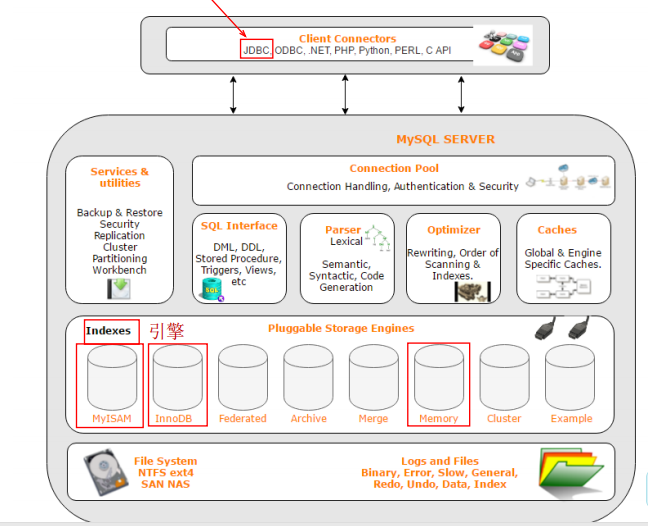 Client Connectors
JDBC, ODBC, .NET, PHP, Python, PERL, C API
MySQL SERVER
Services &
utilities
Backup & Restore
Security
Replication
Cluster
Partitioning
Workbench
Connection Pool
Connection Handling, Authentication & Security
SQL Interface
DML, DDL,
Stored Procedure,
Triggers, Views,
etc
SQL
Parser
Lexical
Semantic,
Syntactic, Code
Generation
Optimizer
Rewriting, Order of
Scanning &
Indexes.
Caches
Global & Engine
Specific Caches.
Indexes 引擎 Pluggable Storage Engines
MyISAM InnoDB Federated Archive Merge Memory Cluster Example
File System
NTFS ext4
SAN NAS
Logs and Files
Binary, Error, Slow, General,
Redo, Undo, Data, Index